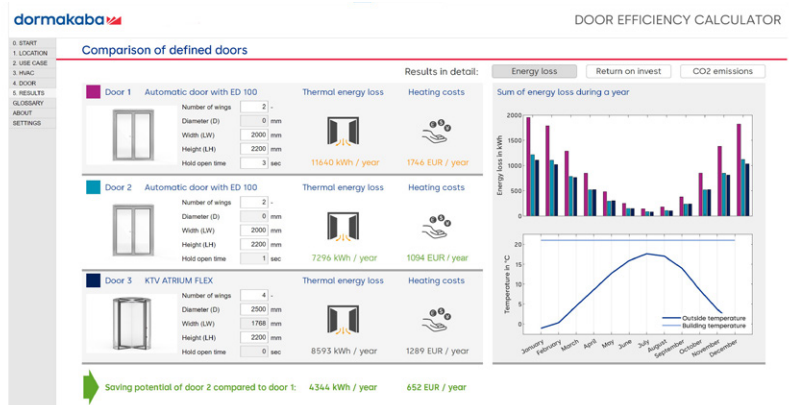 dormakaba
DOOR EFFICIENCY CALCULATOR
0. START
1. LOCATION
2. USE CASE
3. HVAC
4. DOOR
5. RESULTS
GLOSSARY
ABOUT
SETTINGS
Comparison of defined doors
Results in detail:
Energy loss
Return on invest
CO2 emissions
Door 1 Automatic door with ED 100 Thermal energy loss Heating costs
Number of wings 2 -
Diameter (D) 0 mm
Width (LW) 2000 mm
Height (LH) 2200 mm
Hold open time 3 sec
11640 kWh / year 1746 EUR / year
Door 2 Automatic door with ED 100 Thermal energy loss Heating costs
Number of wings 2 -
Diameter (D) 0 mm
Width (LW) 2000 mm
Height (LH) 2200 mm
Hold open time 1 sec
7296 kWh / year 1094 EUR / year
Door 3 KTV ATRIUM FLEX Thermal energy loss Heating costs
Number of wings 4 -
Diameter (D) 2500 mm
Width (LW) 1768 mm
Height (LH) 2200 mm
Hold open time 0 sec
8593 kWh / year 1289 EUR / year
Saving potential of door 2 compared to door 1: 4344 kWh / year 652 EUR / year
Sum of energy loss during a year
Energy loss in kWh
2000
1500
1000
500
0
Temperature in °C
20
15
10
5
0
Outside temperature
Building temperature
January
February
March
April
May
June
July
August
September
October
November
December